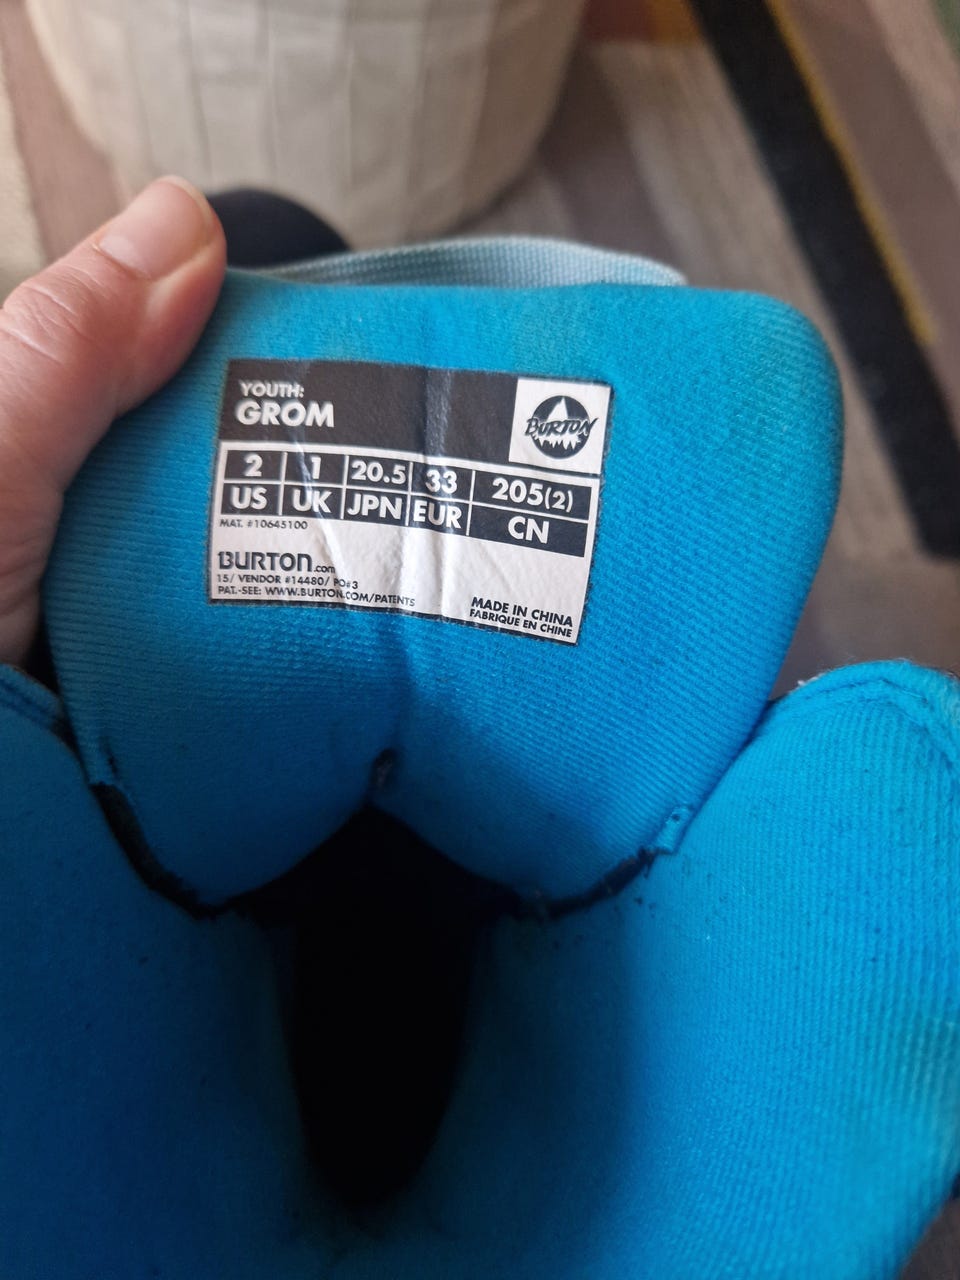 YOUTH:
GROM
BURTON
2 1 20.5 33 205(2)
US UK JPN EUR CN
MAT. #10645100
BURTON.com
15/ VENDOR #14480/ PO#3
PAT.-SEE: WWW.BURTON.COM/PATENTS
MADE IN CHINA
FABRIQUE EN CHINE